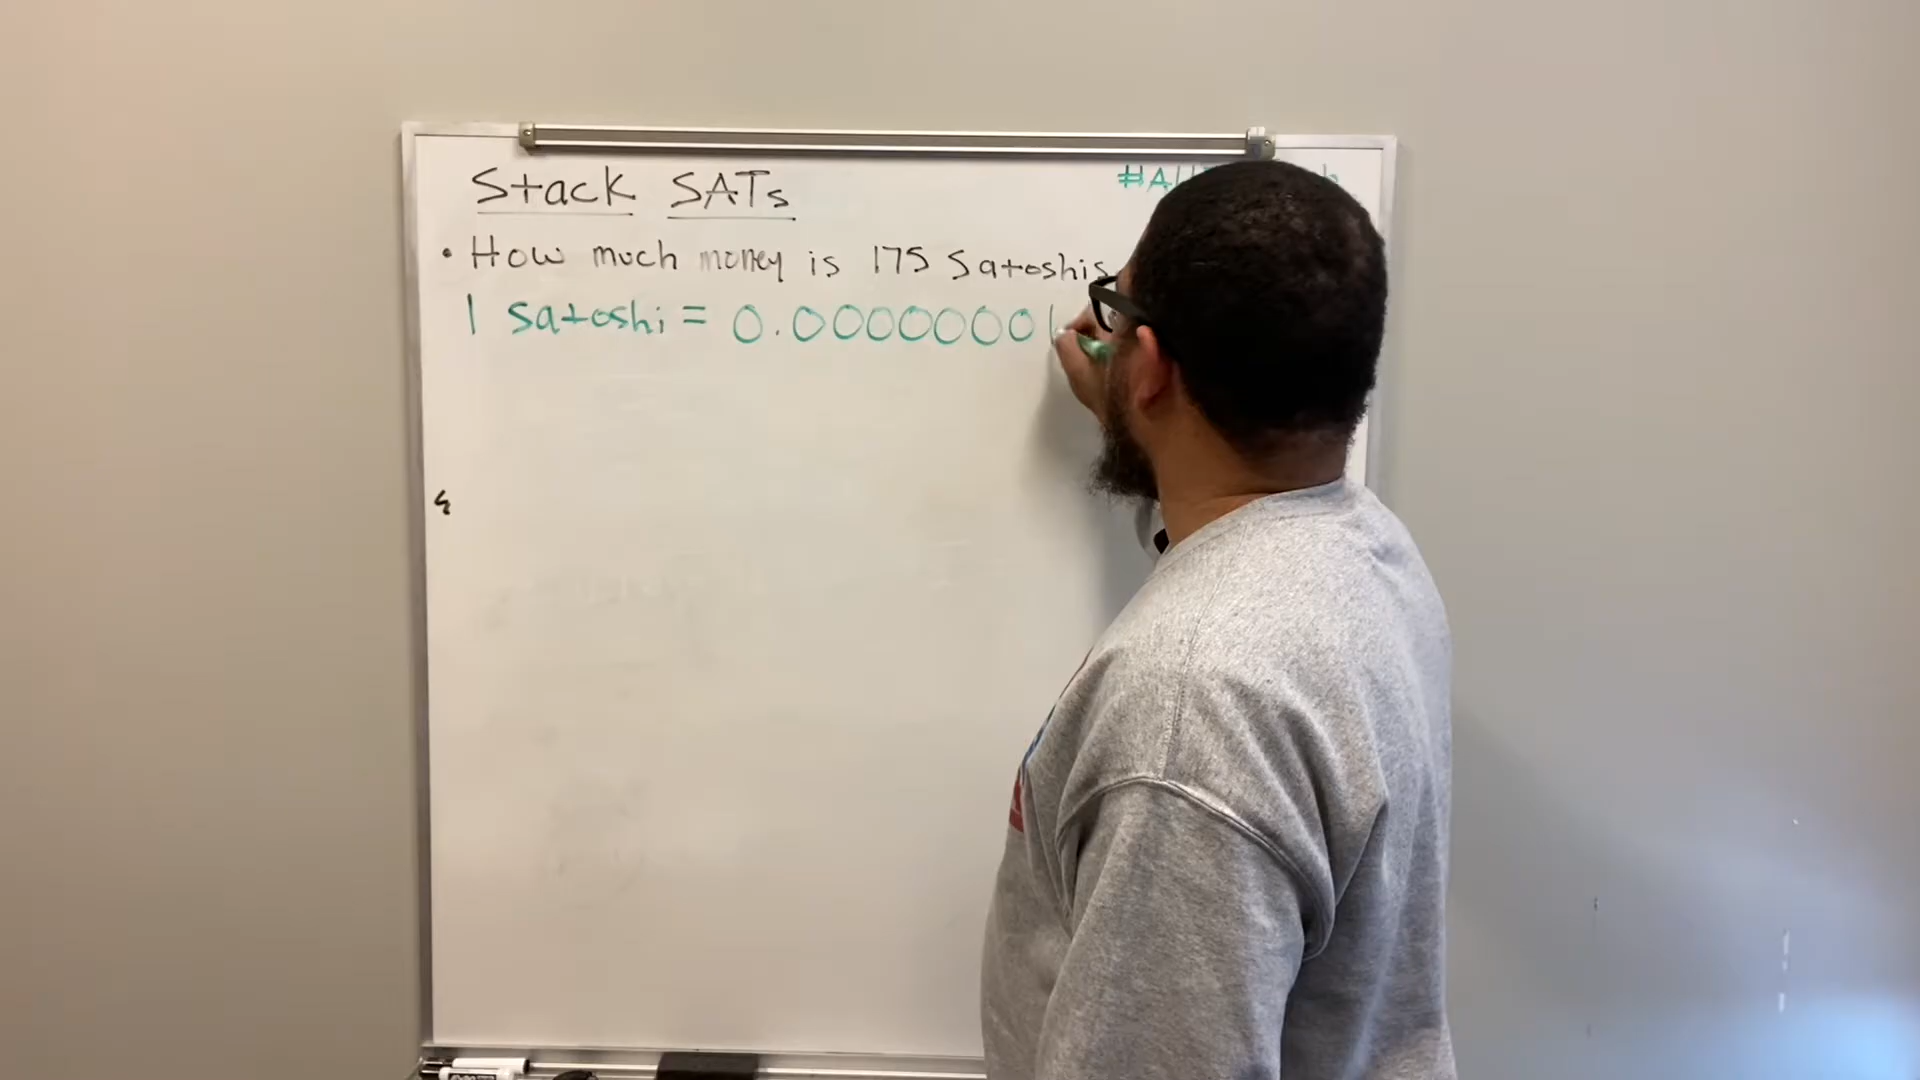 Stack SATs
• How much money is 175 Satoshis
1 satoshi = 0.00000001